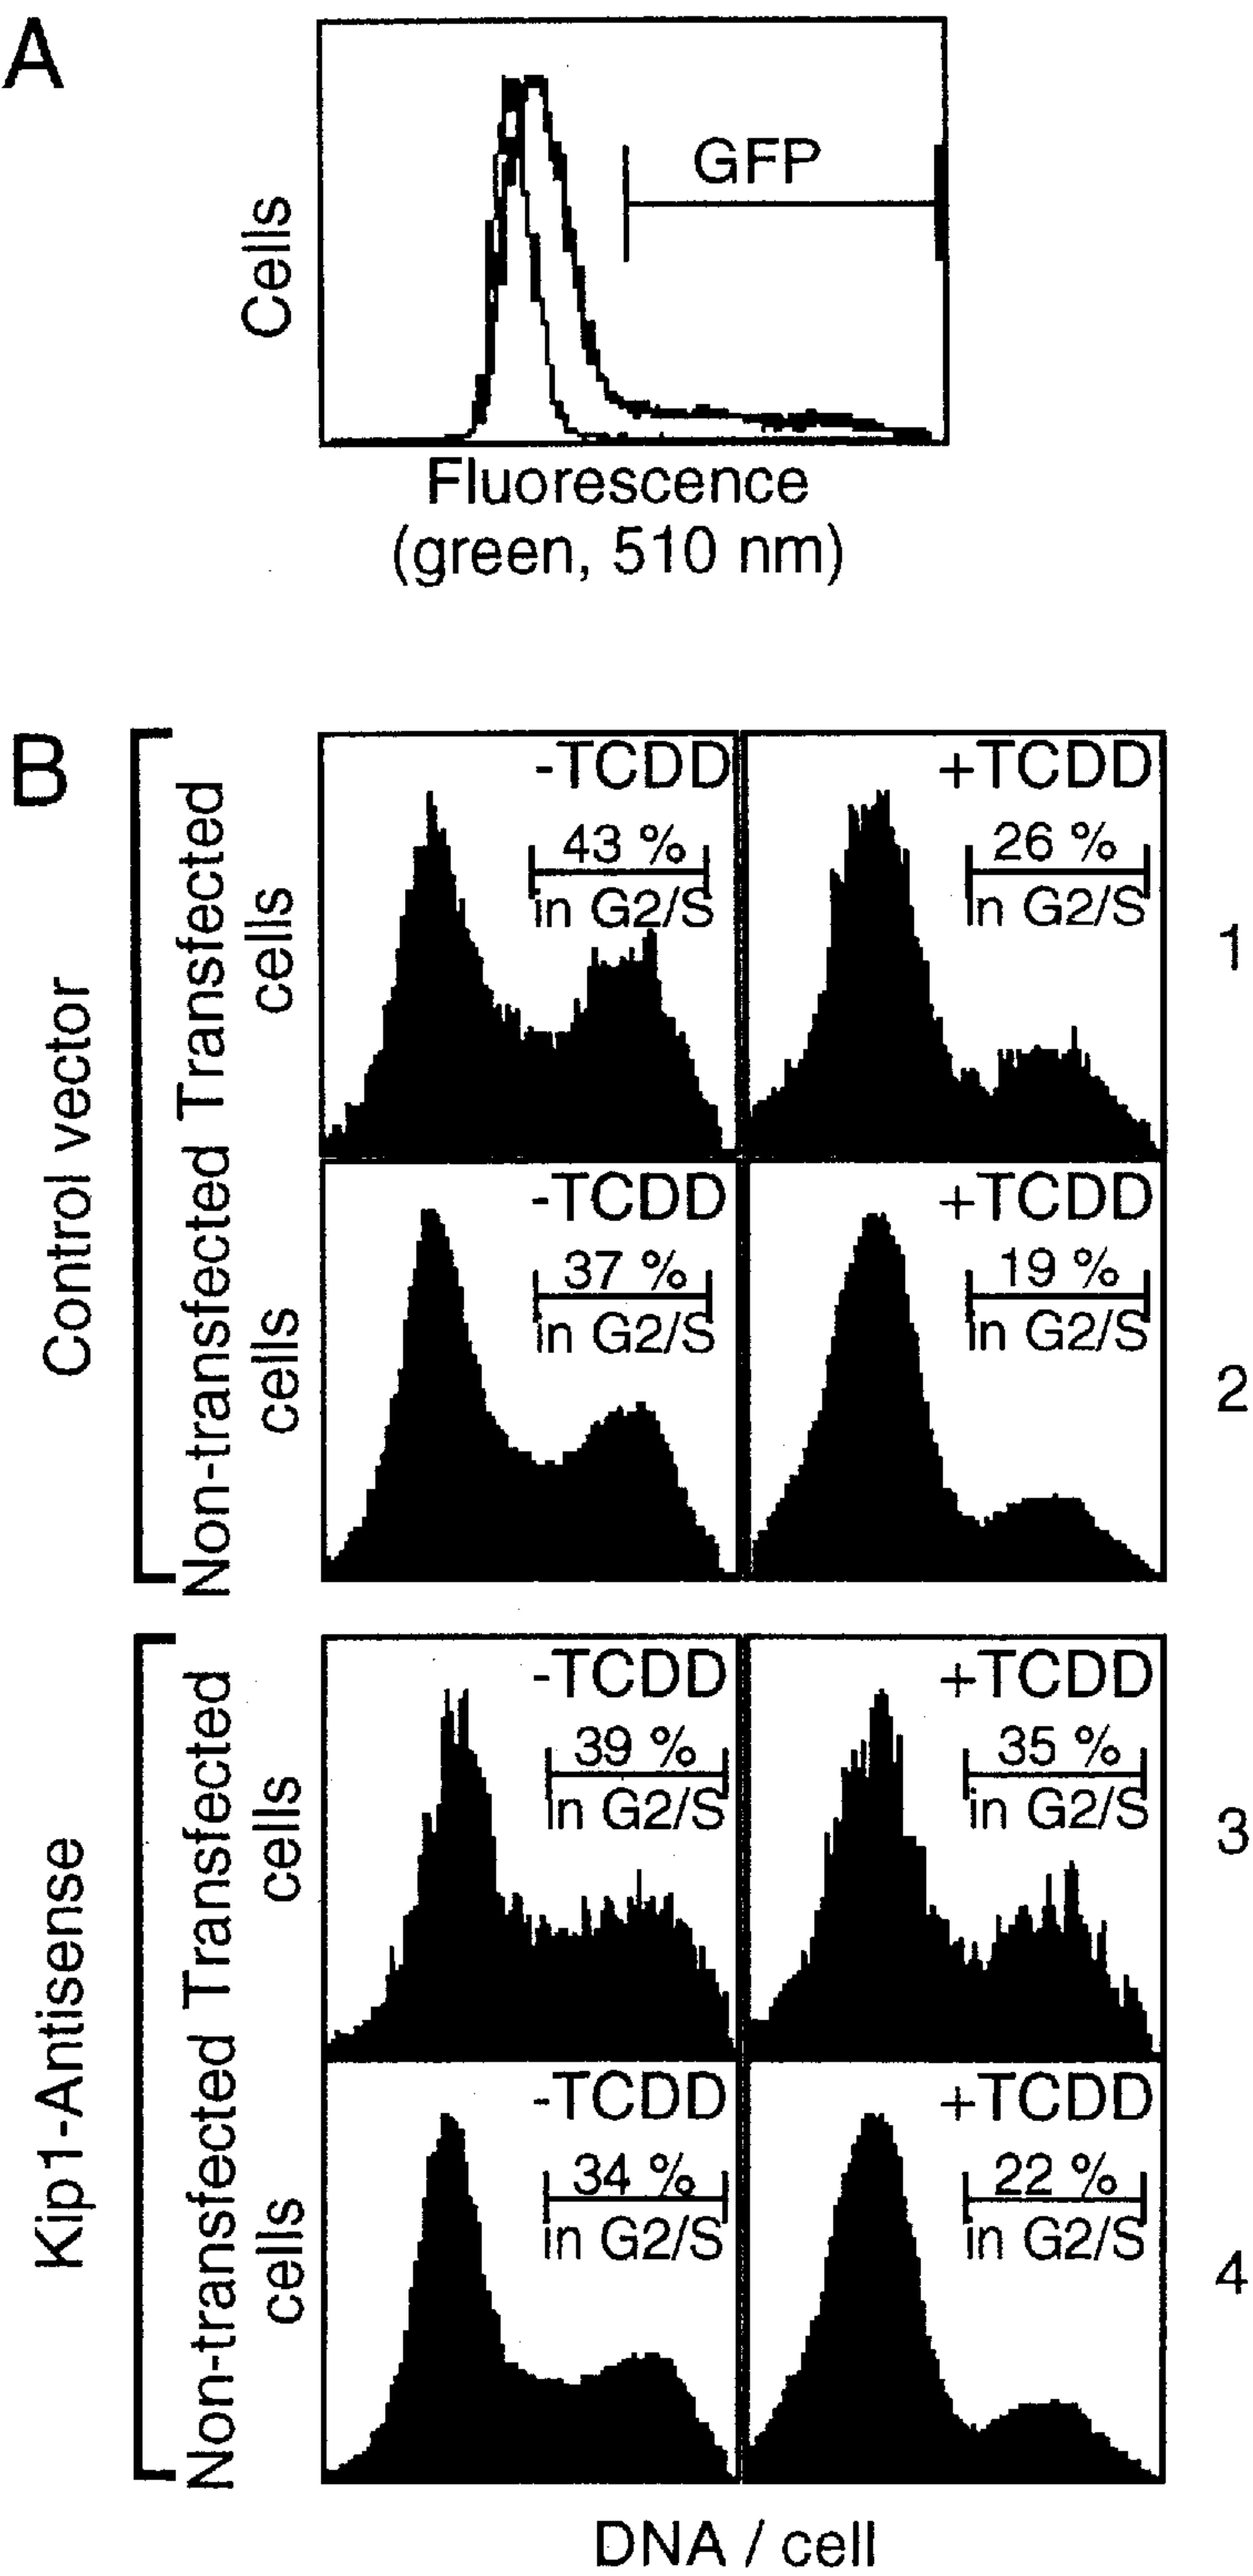 A
Cells
GFP
Fluorescence
(green, 510 nm)
B
Control vector
Transfected
cells
-TCDD
43 %
in G2/S
+TCDD
26 %
in G2/S
1
Non-transfected
cells
-TCDD
37 %
in G2/S
+TCDD
19 %
in G2/S
2
Kip1-Antisense
Transfected
cells
-TCDD
39 %
in G2/S
+TCDD
35 %
in G2/S
3
Non-transfected
cells
-TCDD
34 %
in G2/S
+TCDD
22 %
in G2/S
4
DNA / cell